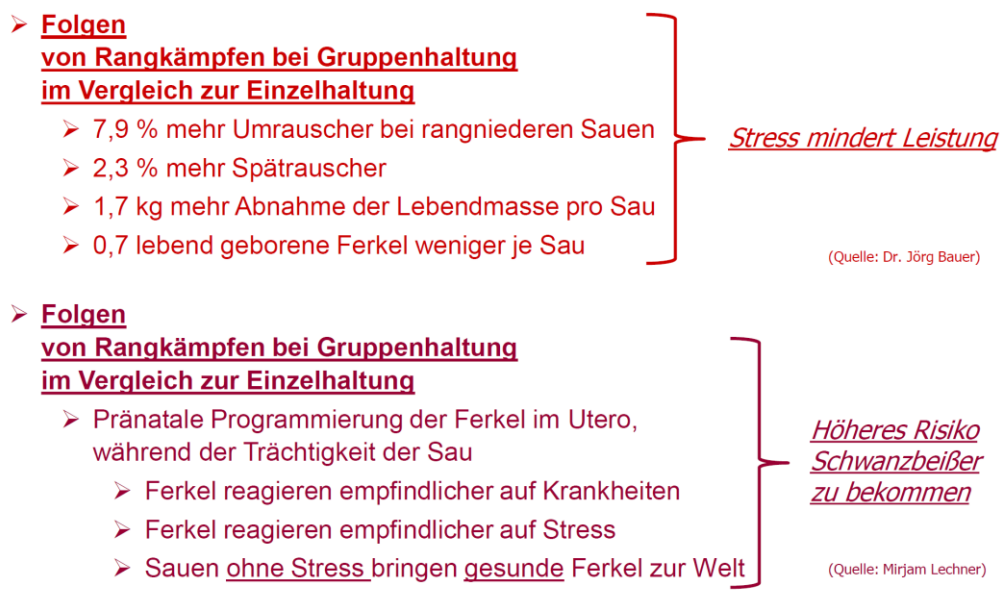 ➢ Folgen
von Rangkämpfen bei Gruppenhaltung
im Vergleich zur Einzelhaltung
➢ 7,9 % mehr Umrauscher bei rangniederen Sauen
➢ 2,3 % mehr Spätrauscher
➢ 1,7 kg mehr Abnahme der Lebendmasse pro Sau
➢ 0,7 lebend geborene Ferkel weniger je Sau
Stress mindert Leistung
(Quelle: Dr. Jörg Bauer)
➢ Folgen
von Rangkämpfen bei Gruppenhaltung
im Vergleich zur Einzelhaltung
➢ Pränatale Programmierung der Ferkel im Utero,
während der Trächtigkeit der Sau
➢ Ferkel reagieren empfindlicher auf Krankheiten
➢ Ferkel reagieren empfindlicher auf Stress
➢ Sauen ohne Stress bringen gesunde Ferkel zur Welt
Höheres Risiko
Schwanzbeißer
zu bekommen
(Quelle: Mirjam Lechner)